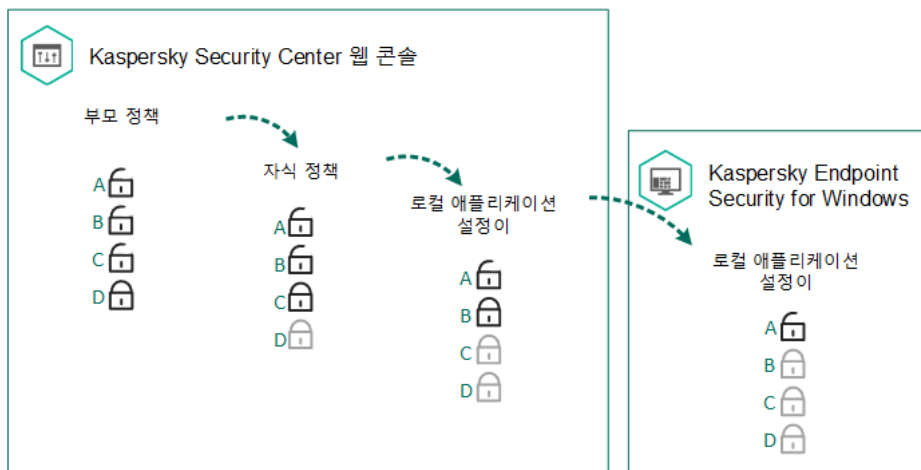 Kaspersky Security Center 웹 콘솔
부모 정책
A
B
C
D
자식 정책
A
B
C
D
로컬 애플리케이션
설정이
A
B
C
D
Kaspersky Endpoint
Security for Windows
로컬 애플리케이션
설정이
A
B
C
D